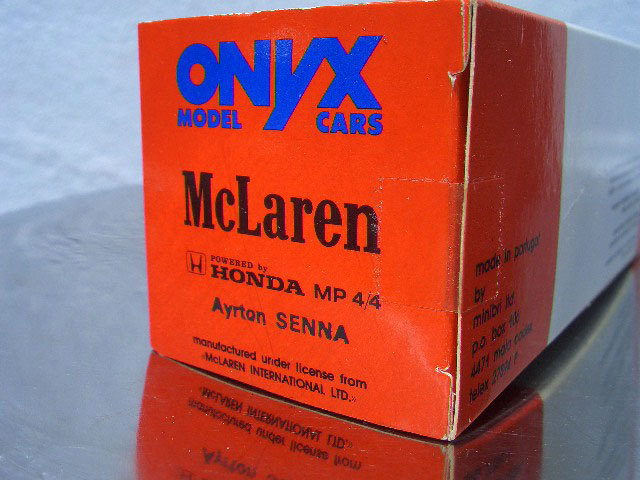 ONYX
MODEL CARS
McLaren
POWERED by
HONDA MP 4/4
Ayrton SENNA
manufactured under license from
«McLAREN INTERNATIONAL LTD.»
made in portugal
by
minibri ltd.
p.o. box
4471 maia codex
telex